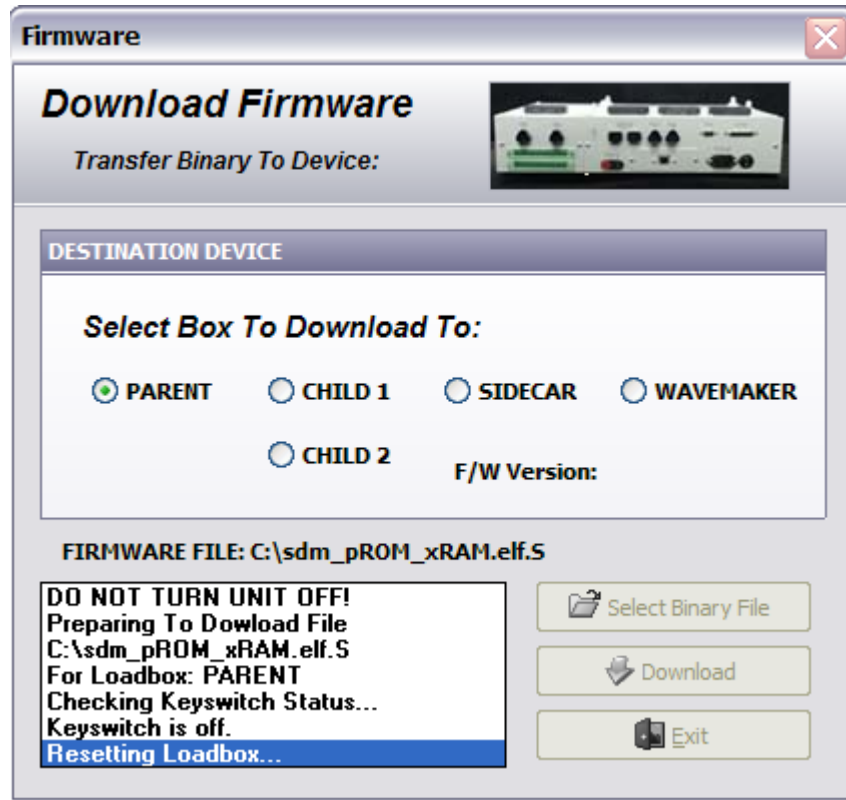 Firmware
Download Firmware
Transfer Binary To Device:
DESTINATION DEVICE
Select Box To Download To:
PARENT
CHILD 1
SIDECAR
WAVEMAKER
CHILD 2
F/W Version:
FIRMWARE FILE: C:\sdm_pROM_xRAM.elf.S
DO NOT TURN UNIT OFF!
Preparing To Dowload File
C:\sdm_pROM_xRAM.elf.S
For Loadbox: PARENT
Checking Keyswitch Status...
Keyswitch is off.
Resetting Loadbox...
Select Binary File
Download
Exit